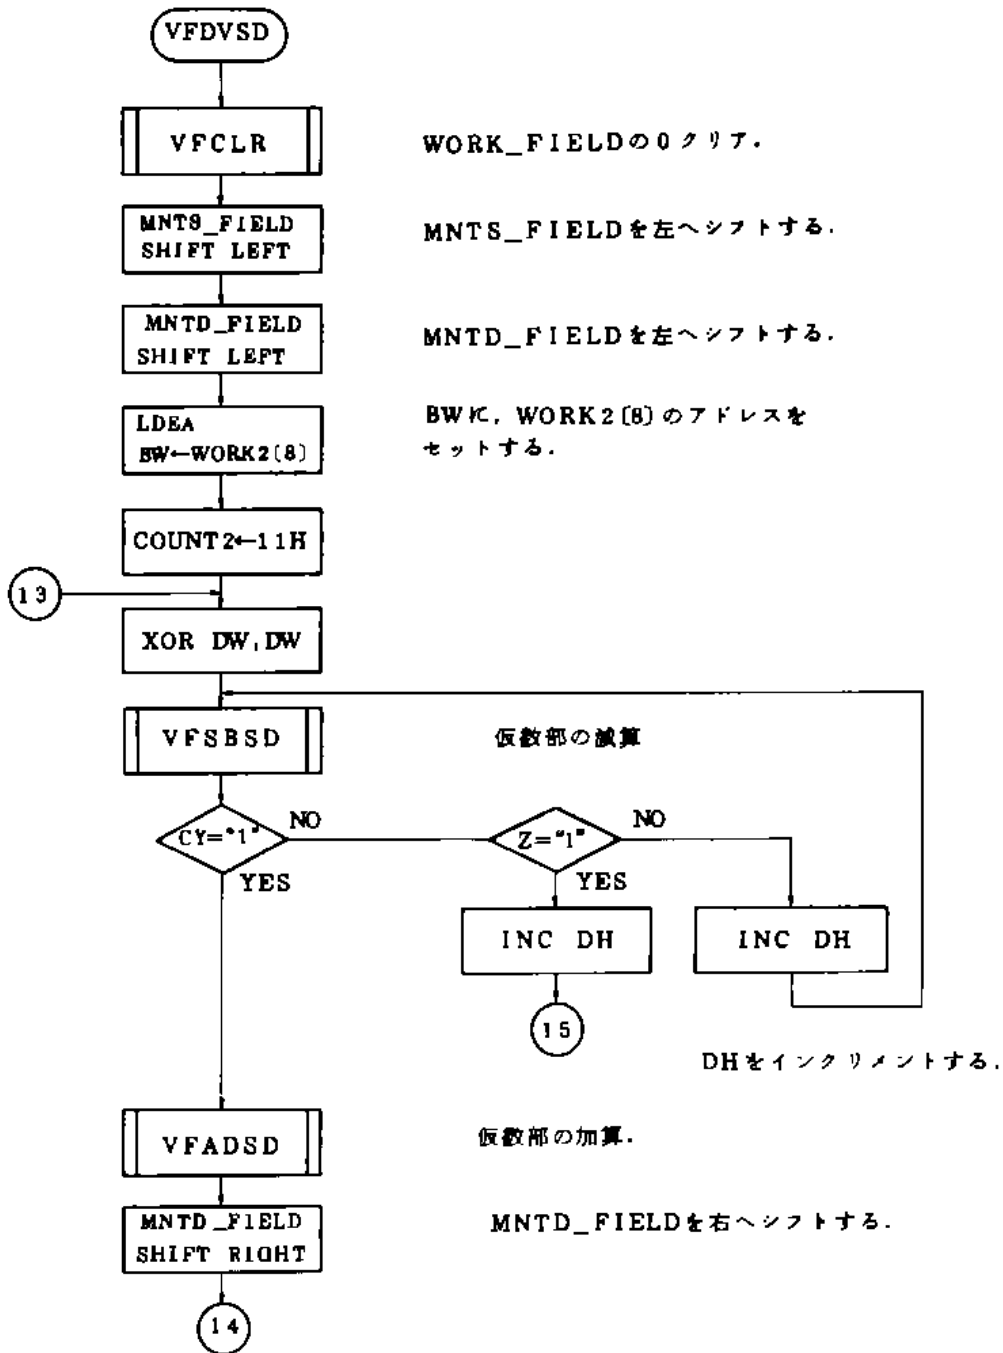 VFDVSD
VFCLR
WORK_FIELDの0クリア.
MNTS_FIELD
SHIFT LEFT
MNTS_FIELDを左へシフトする.
MNTD_FIELD
SHIFT LEFT
MNTD_FIELDを左へシフトする.
LDEA
BW←WORK2(8)
BWに, WORK2(8)のアドレスを
セットする.
COUNT2←11H
13
XOR DW,DW
VFSBSD
仮数部の減算
CY="1"
NO
YES
Z="1"
NO
YES
INC DH
INC DH
15
DHをインクリメントする.
VFADSD
仮数部の加算.
MNTD_FIELD
SHIFT RIGHT
MNTD_FIELDを右へシフトする.
14